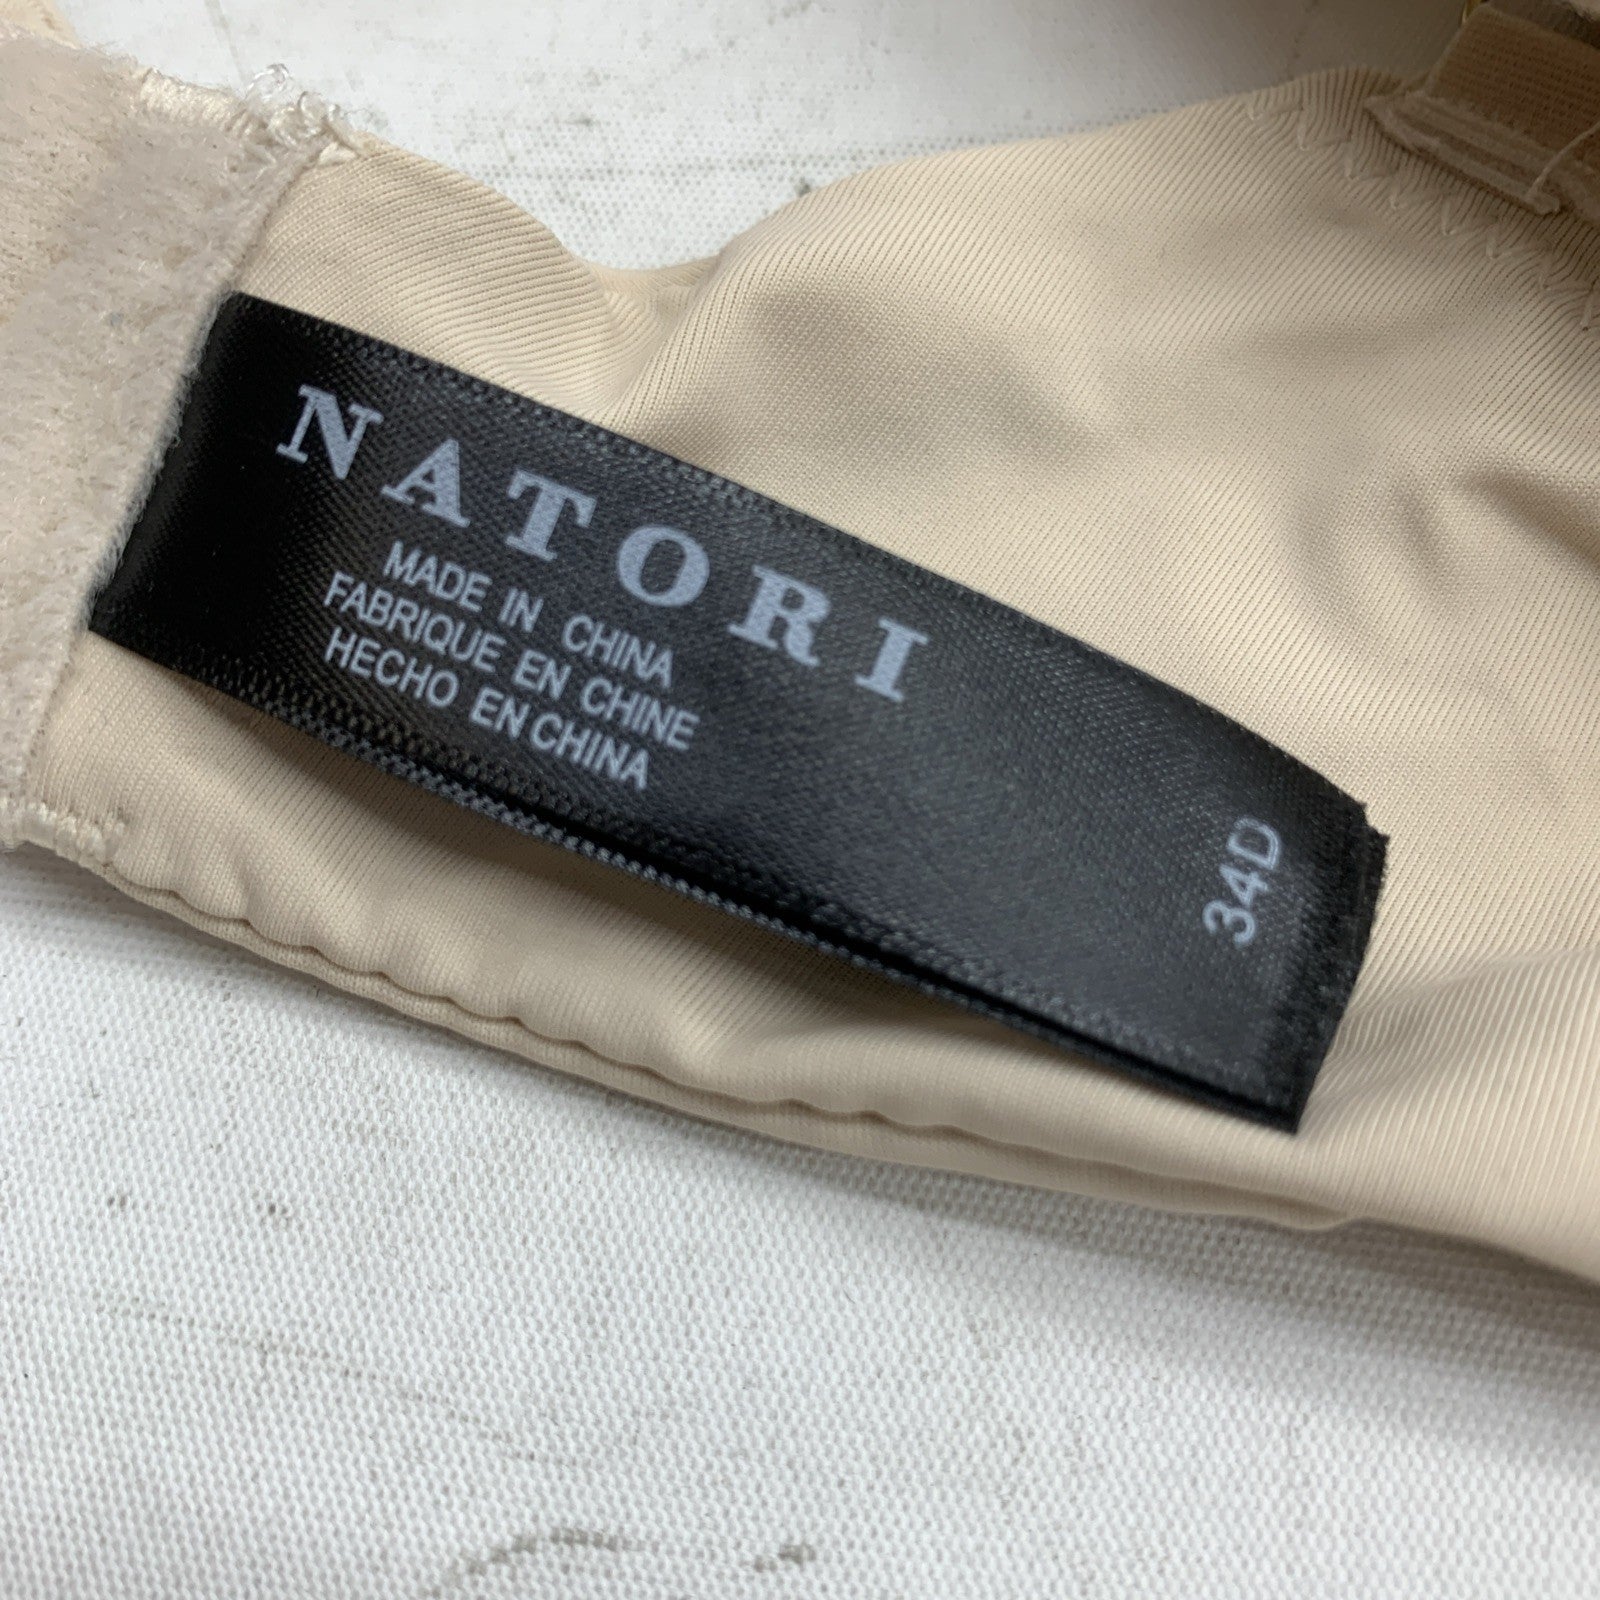 NATORI
MADE IN CHINA
FABRIQUE EN CHINE
HECHO EN CHINA
34D